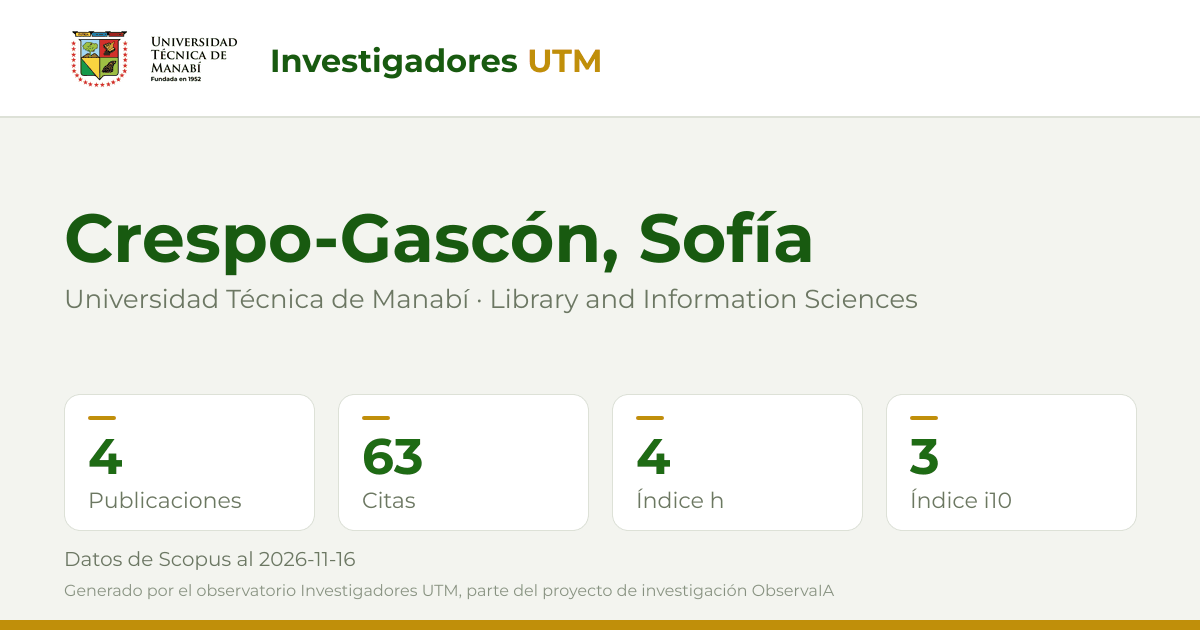 UNIVERSIDAD
TÉCNICA DE
MANABÍ
Fundada en 1952
Investigadores UTM
Crespo-Gascón, Sofía
Universidad Técnica de Manabí · Library and Information Sciences
4
Publicaciones
63
Citas
4
Índice h
3
Índice i10
Datos de Scopus al 2026-11-16
Generado por el observatorio Investigadores UTM, parte del proyecto de investigación ObservaIA